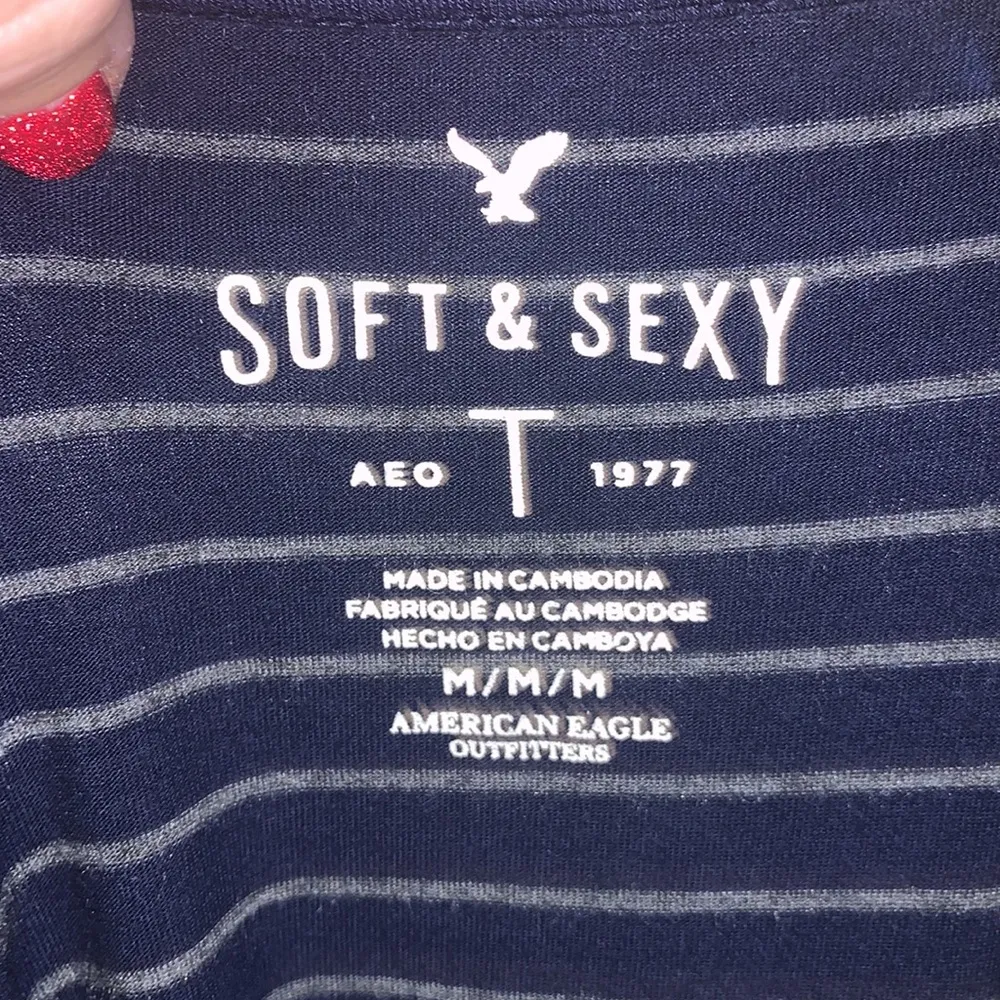 SOFT & SEXY
T
AEO 1977
MADE IN CAMBODIA
FABRIQUÉ AU CAMBODGE
HECHO EN CAMBOYA
M/M/M
AMERICAN EAGLE
OUTFITTERS